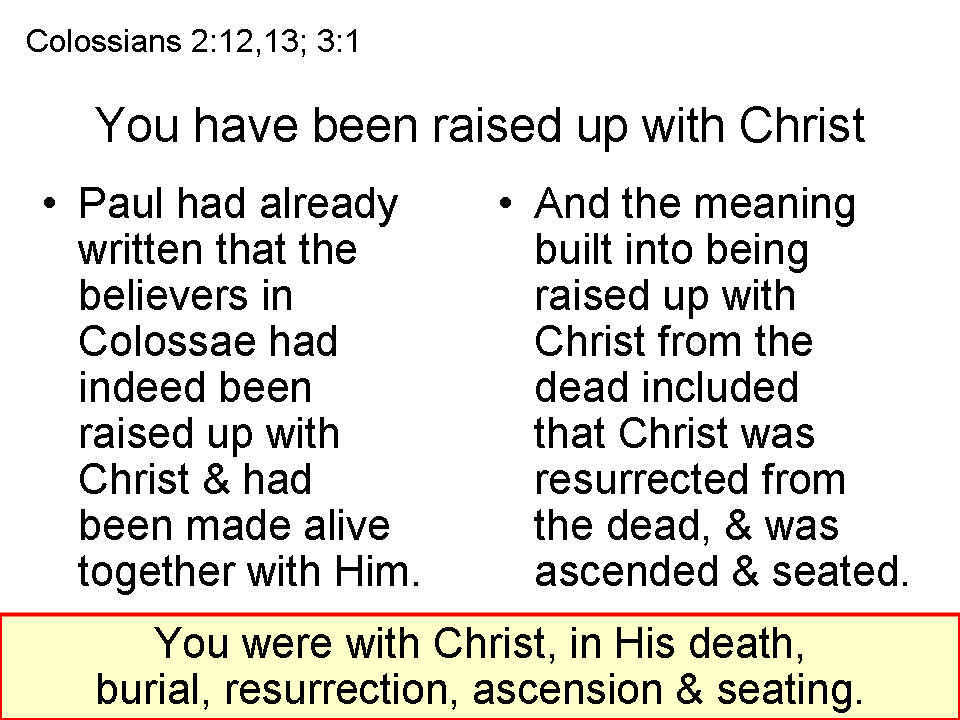 Colossians 2:12,13; 3:1
You have been raised up with Christ
• Paul had already
written that the
believers in
Colossae had
indeed been
raised up with
Christ & had
been made alive
together with Him.
• And the meaning
built into being
raised up with
Christ from the
dead included
that Christ was
resurrected from
the dead, & was
ascended & seated.
You were with Christ, in His death,
burial, resurrection, ascension & seating.